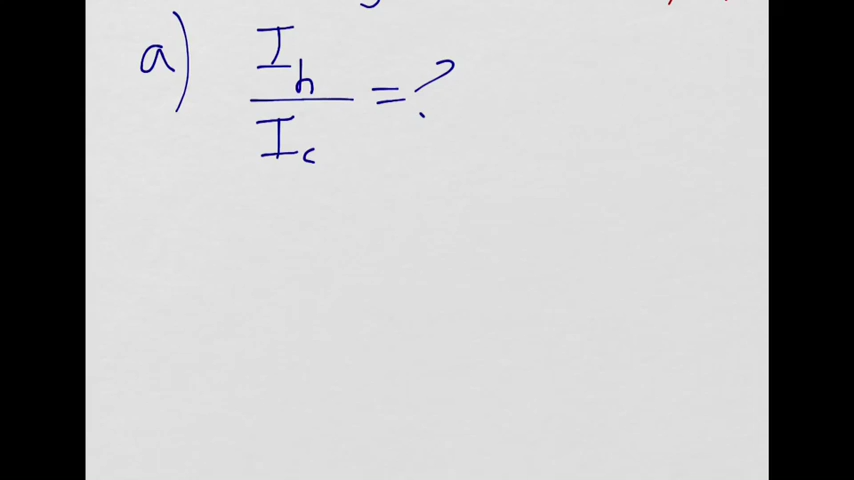 a) I_h / I_c = ?